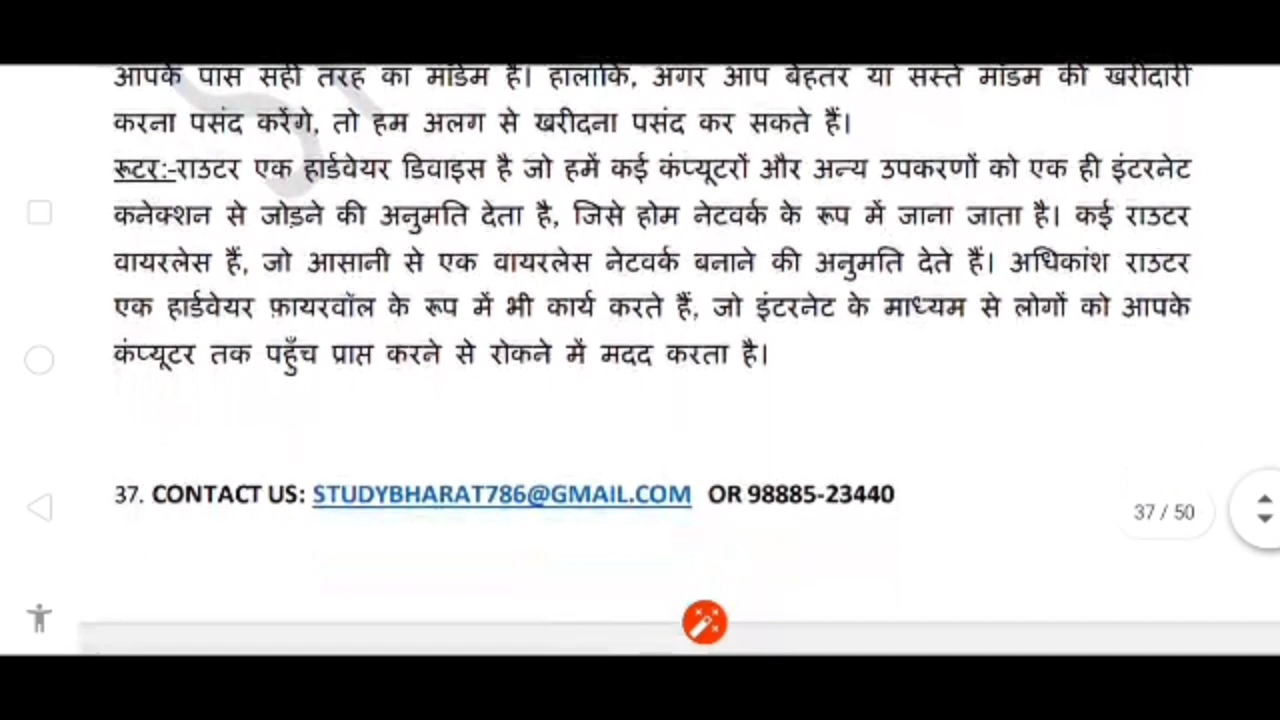 आपके पास सही तरह का मॉडेम है। हालांकि, अगर आप बेहतर या सस्ते मॉडम की खरीदारी
करना पसंद करेंगे, तो हम अलग से खरीदना पसंद कर सकते हैं।
रूटर:-राउटर एक हार्डवेयर डिवाइस है जो हमें कई कंप्यूटरों और अन्य उपकरणों को एक ही इंटरनेट
कनेक्शन से जोड़ने की अनुमति देता है, जिसे होम नेटवर्क के रूप में जाना जाता है। कई राउटर
वायरलेस हैं, जो आसानी से एक वायरलेस नेटवर्क बनाने की अनुमति देते हैं। अधिकांश राउटर
एक हार्डवेयर फ़ायरवॉल के रूप में भी कार्य करते हैं, जो इंटरनेट के माध्यम से लोगों को आपके
कंप्यूटर तक पहुँच प्राप्त करने से रोकने में मदद करता है।
37. CONTACT US: STUDYBHARAT786@GMAIL.COM OR 98885-23440
37 / 50